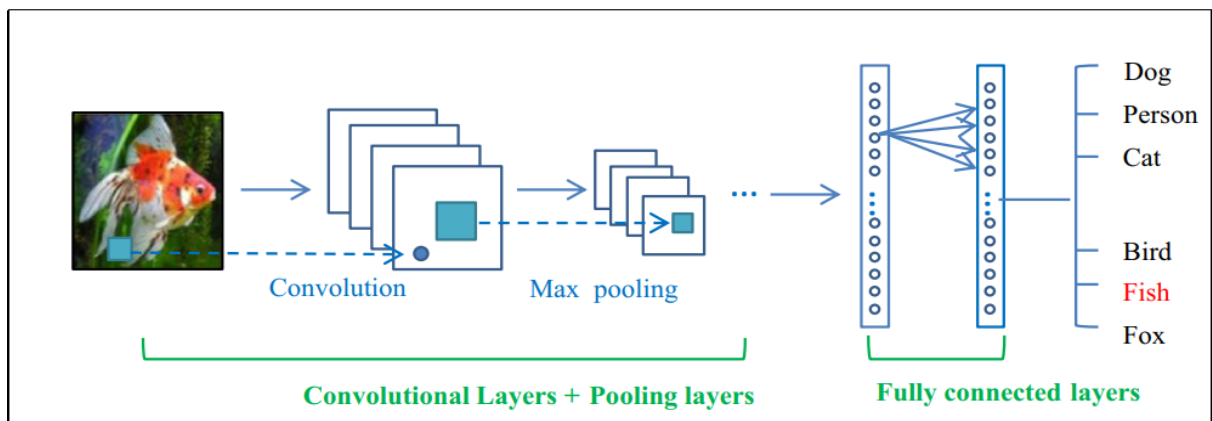 Dog
Person
Cat
Bird
Fish
Fox
Convolution
Max pooling
Convolutional Layers + Pooling layers
Fully connected layers